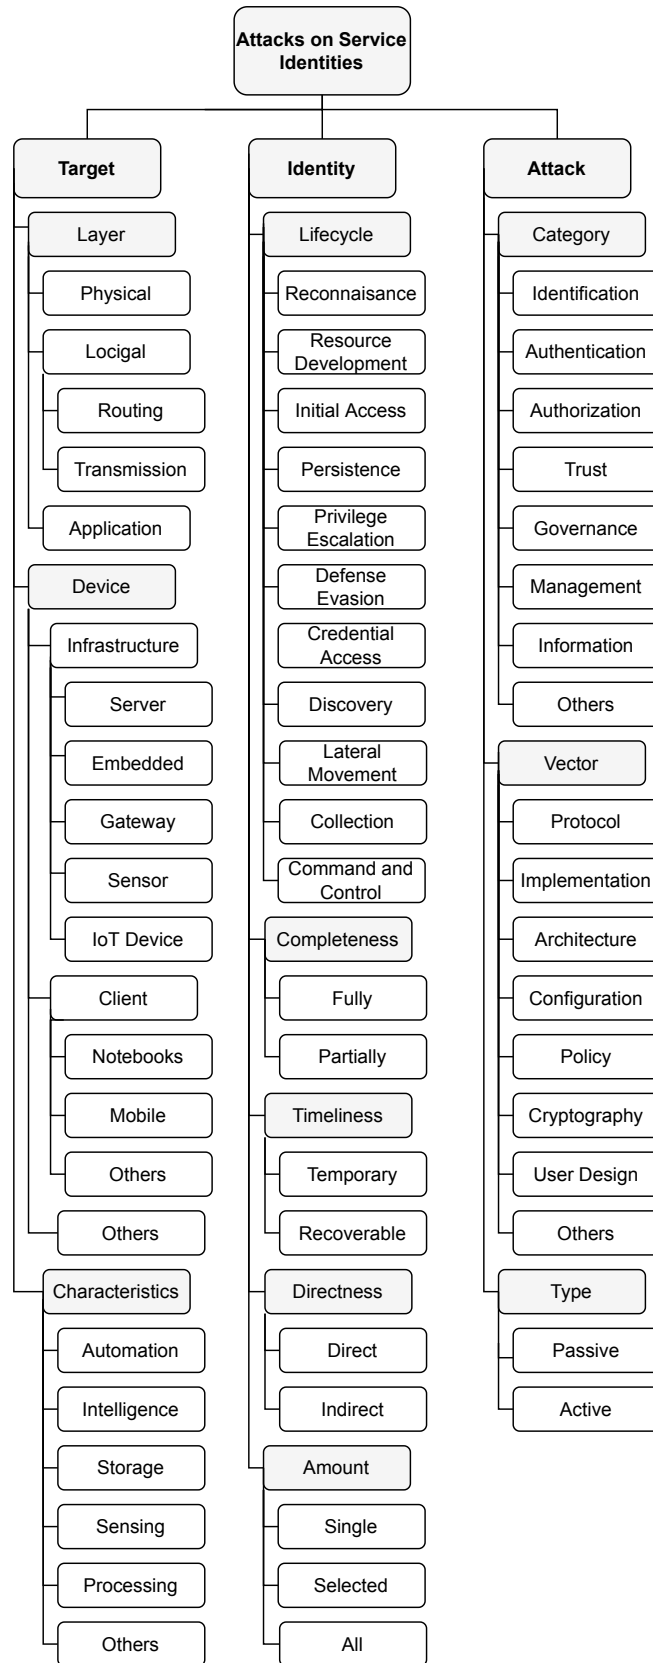 Attacks on Service
Identities
Target
Layer
Physical
Locigal
Routing
Transmission
Application
Device
Infrastructure
Server
Embedded
Gateway
Sensor
IoT Device
Client
Notebooks
Mobile
Others
Others
Characteristics
Automation
Intelligence
Storage
Sensing
Processing
Others
Identity
Lifecycle
Reconnaisance
Resource
Development
Initial Access
Persistence
Privilege
Escalation
Defense
Evasion
Credential
Access
Discovery
Lateral
Movement
Collection
Command and
Control
Completeness
Fully
Partially
Timeliness
Temporary
Recoverable
Directness
Direct
Indirect
Amount
Single
Selected
All
Attack
Category
Identification
Authentication
Authorization
Trust
Governance
Management
Information
Others
Vector
Protocol
Implementation
Architecture
Configuration
Policy
Cryptography
User Design
Others
Type
Passive
Active